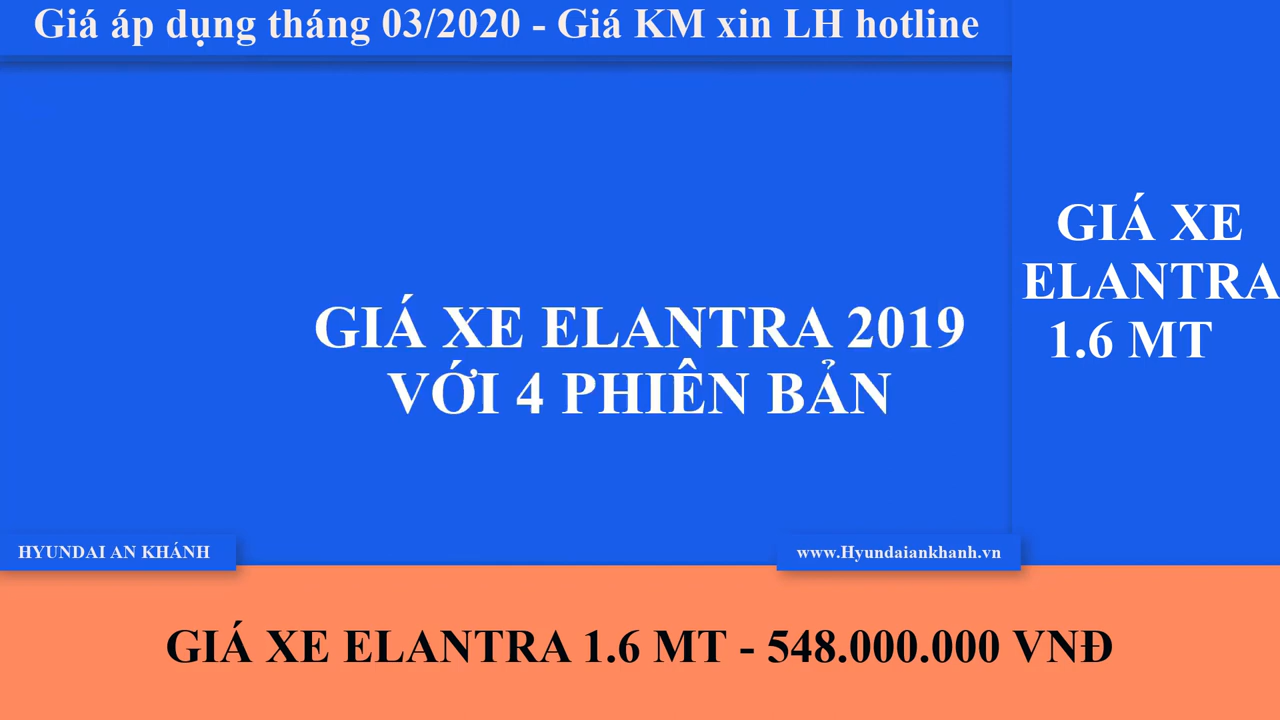 Giá áp dụng tháng 03/2020 - Giá KM xin LH hotline
GIÁ XE
ELANTRA
1.6 MT
GIÁ XE ELANTRA 2019
VỚI 4 PHIÊN BẢN
HYUNDAI AN KHÁNH
www.Hyundaiankhanh.vn
GIÁ XE ELANTRA 1.6 MT - 548.000.000 VNĐ